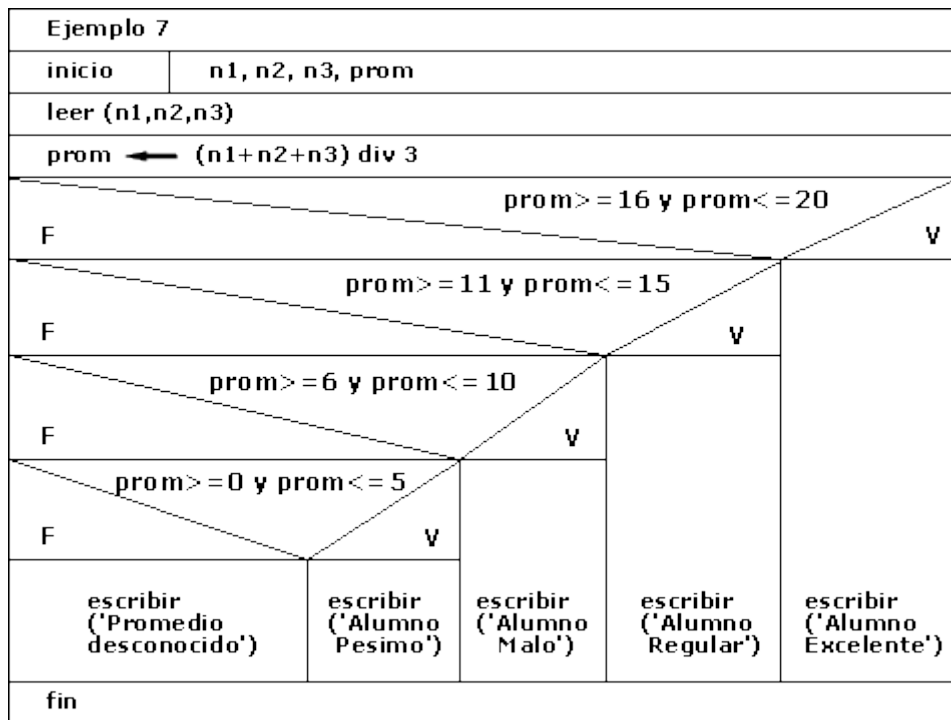 Ejemplo 7
inicio
n1, n2, n3, prom
leer (n1,n2,n3)
prom ← (n1+n2+n3) div 3
prom>=16 y prom<=20
F
V
prom>=11 y prom<=15
F
V
prom>=6 y prom<=10
F
V
prom>=0 y prom<=5
F
V
escribir
('Promedio
desconocido')
escribir
('Alumno
Pesimo')
escribir
('Alumno
Malo')
escribir
('Alumno
Regular')
escribir
('Alumno
Excelente')
fin